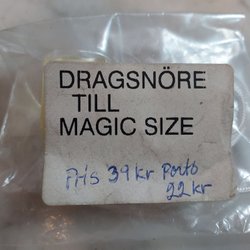 DRAGSNÖRE
TILL
MAGIC SIZE
Pris 39 kr Porto
22 kr